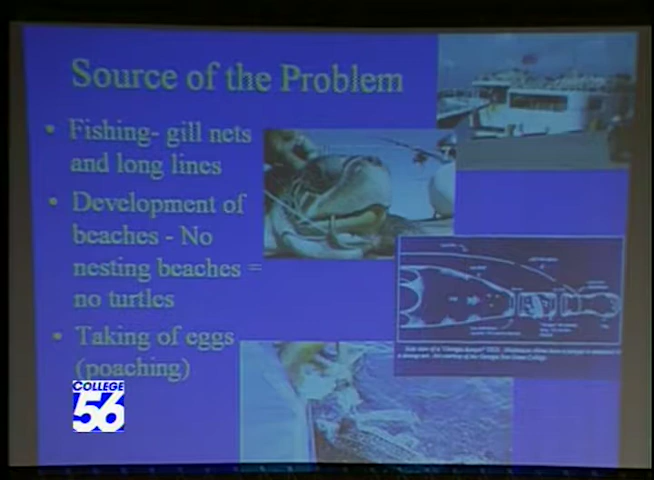 Source of the Problem
• Fishing- gill nets
and long lines
• Development of
beaches - No
nesting beaches =
no turtles
• Taking of eggs
(poaching)
COLLEGE
56